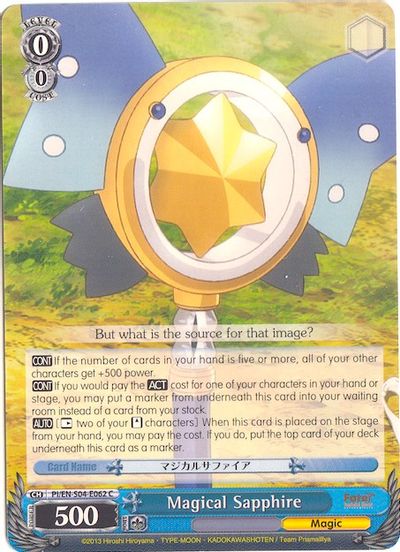 LEVEL
0
0
COST
But what is the source for that image?
CONT If the number of cards in your hand is five or more, all of your other
characters get +500 power.
CONT If you would pay the ACT cost for one of your characters in your hand or
stage, you may put a marker from underneath this card into your waiting
room instead of a card from your stock.
AUTO [ two of your characters] When this card is placed on the stage
from your hand, you may pay the cost. If you do, put the top card of your deck
underneath this card as a marker.
Card Name マジカルサファイア
CH PI/EN-S04-E062 C
POWER 500
Magical Sapphire
Fate/
Magic
©2013 Hiroshi Hiroyama・TYPE-MOON・KADOKAWASHOTEN / Team Prismaillya